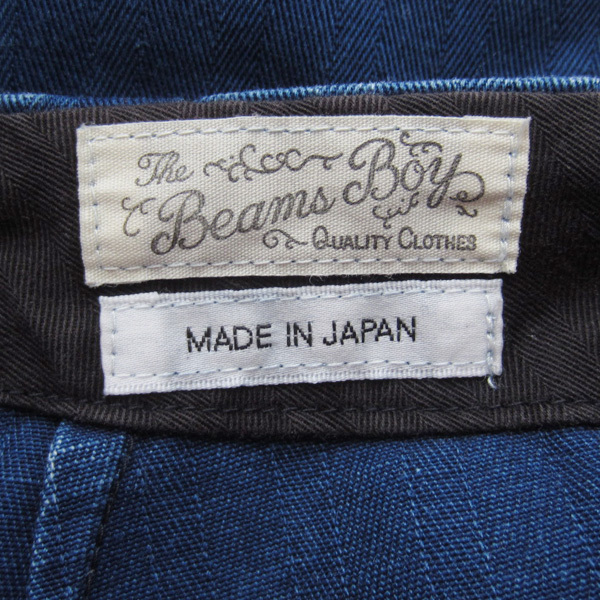 The
Beams Boy
QUALITY CLOTHES
MADE IN JAPAN